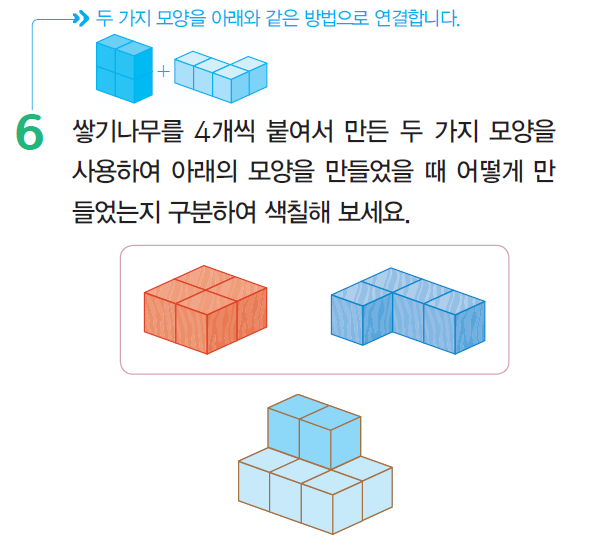 두 가지 모양을 아래와 같은 방법으로 연결합니다.
+
6 쌓기나무를 4개씩 붙여서 만든 두 가지 모양을
사용하여 아래의 모양을 만들었을 때 어떻게 만
들었는지 구분하여 색칠해 보세요.